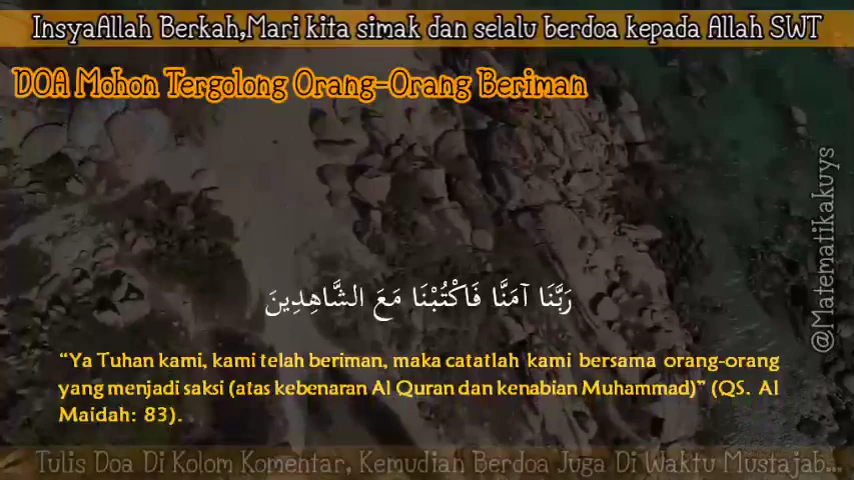 InsyaAllah Berkah,Mari kita simak dan selalu berdoa kepada Allah SWT
DOA Mohon Tergolong Orang-Orang Beriman
@Matematikakuys
رَبَّنَا آمَنَّا فَاكْتُبْنَا مَعَ الشَّاهِدِينَ
“Ya Tuhan kami, kami telah beriman, maka catatlah kami bersama orang-orang
yang menjadi saksi (atas kebenaran Al Quran dan kenabian Muhammad)” (QS. Al
Maidah: 83).
Tulis Doa Di Kolom Komentar, Kemudian Berdoa Juga Di Waktu Mustajab...